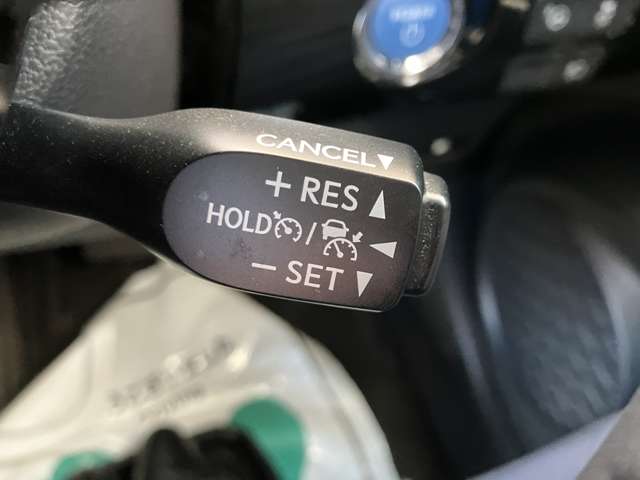 CANCEL▼
+ RES ▲
HOLD / ◀
− SET ▼